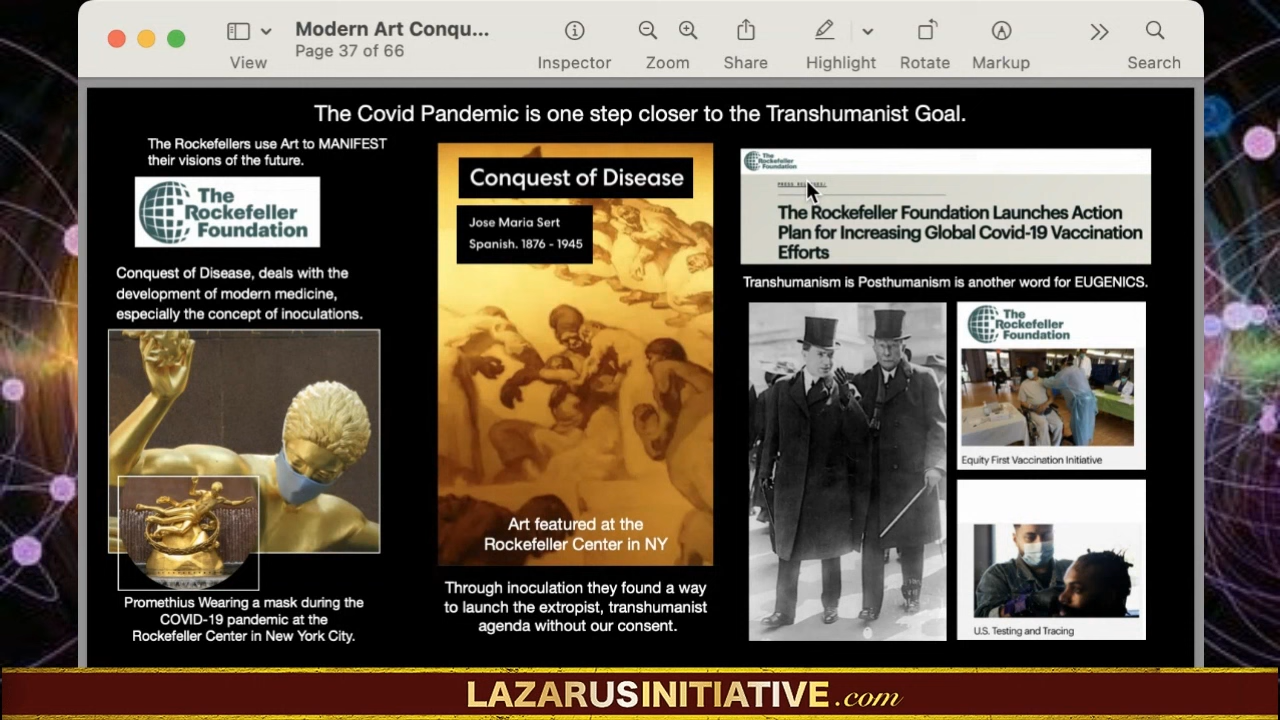 Modern Art Conqu...
Page 37 of 66
View
Inspector
Zoom
Share
Highlight
Rotate
Markup
Search
The Covid Pandemic is one step closer to the Transhumanist Goal.
The Rockefellers use Art to MANIFEST
their visions of the future.
The
Rockefeller
Foundation
Conquest of Disease, deals with the
development of modern medicine,
especially the concept of inoculations.
Promethius Wearing a mask during the
COVID-19 pandemic at the
Rockefeller Center in New York City.
Conquest of Disease
Jose Maria Sert
Spanish. 1876 - 1945
Art featured at the
Rockefeller Center in NY
Through inoculation they found a way
to launch the extropist, transhumanist
agenda without our consent.
The
Rockefeller
Foundation
The Rockefeller Foundation Launches Action
Plan for Increasing Global Covid-19 Vaccination
Efforts
Transhumanism is Posthumanism is another word for EUGENICS.
The
Rockefeller
Foundation
Equity First Vaccination Initiative
U.S. Testing and Tracing
LAZARUSINITIATIVE.com